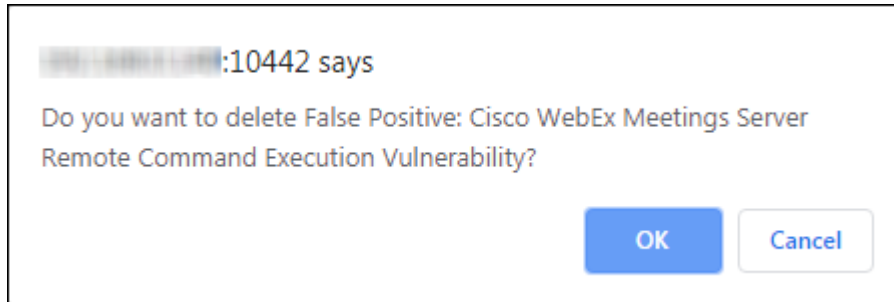 :10442 says
Do you want to delete False Positive: Cisco WebEx Meetings Server
Remote Command Execution Vulnerability?
OK
Cancel